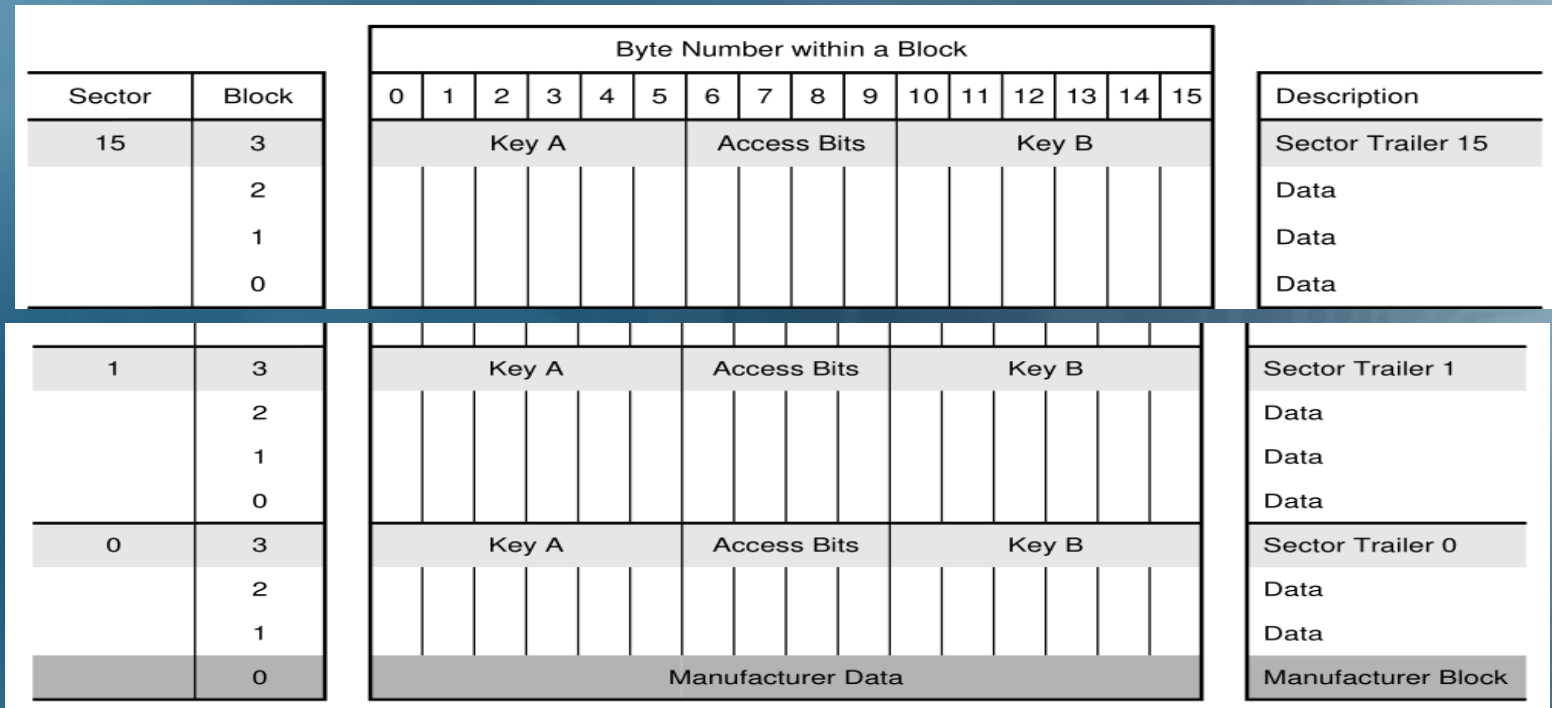 Byte Number within a Block
Sector Block 0 1 2 3 4 5 6 7 8 9 10 11 12 13 14 15 Description
15 3 Key A Access Bits Key B Sector Trailer 15
2 Data
1 Data
0 Data
1 3 Key A Access Bits Key B Sector Trailer 1
2 Data
1 Data
0 Data
0 3 Key A Access Bits Key B Sector Trailer 0
2 Data
1 Data
0 Manufacturer Data Manufacturer Block